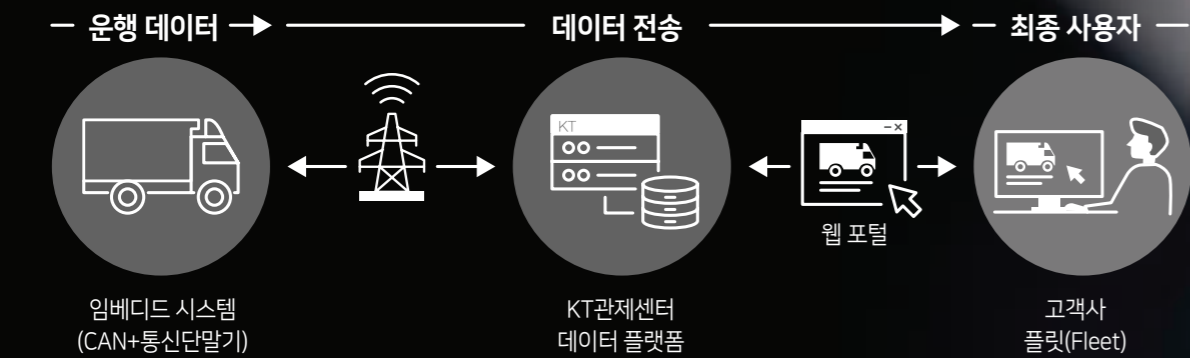 운행 데이터
데이터 전송
최종 사용자
KT
웹 포털
임베디드 시스템
(CAN+통신단말기)
KT관제센터
데이터 플랫폼
고객사
플릿(Fleet)